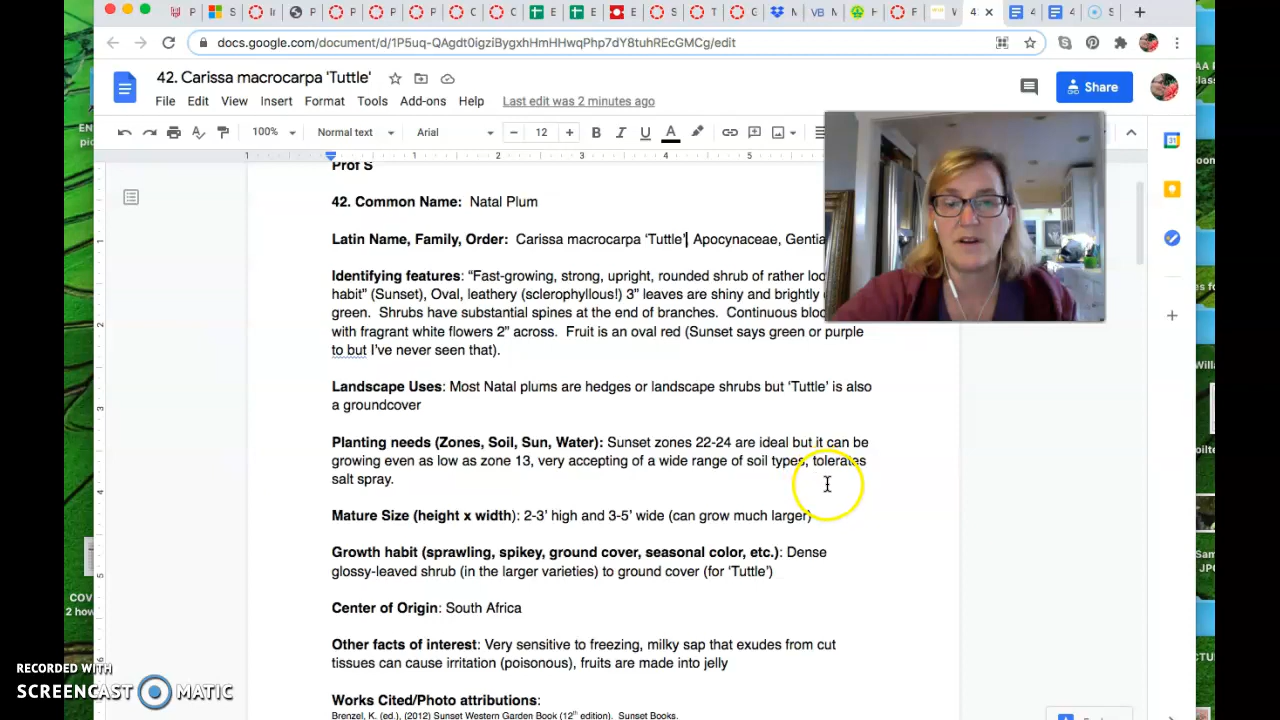 docs.google.com/document/d/1P5uq-QAgdt0igziBygxhHmHHwqPhp7dY8tuhREcGMCg/edit
42. Carissa macrocarpa 'Tuttle'
File Edit View Insert Format Tools Add-ons Help Last edit was 2 minutes ago
Share
100% Normal text Arial 12 B I U A
Prof S
42. Common Name: Natal Plum
Latin Name, Family, Order: Carissa macrocarpa ‘Tuttle’ Apocynaceae, Gentia
Identifying features: “Fast-growing, strong, upright, rounded shrub of rather loo
habit” (Sunset), Oval, leathery (sclerophyllous!) 3” leaves are shiny and brightly
green. Shrubs have substantial spines at the end of branches. Continuous bloo
with fragrant white flowers 2” across. Fruit is an oval red (Sunset says green or purple
to but I’ve never seen that).
Landscape Uses: Most Natal plums are hedges or landscape shrubs but ‘Tuttle’ is also
a groundcover
Planting needs (Zones, Soil, Sun, Water): Sunset zones 22-24 are ideal but it can be
growing even as low as zone 13, very accepting of a wide range of soil types, tolerates
salt spray.
Mature Size (height x width): 2-3’ high and 3-5’ wide (can grow much larger)
Growth habit (sprawling, spikey, ground cover, seasonal color, etc.): Dense
glossy-leaved shrub (in the larger varieties) to ground cover (for ‘Tuttle’)
Center of Origin: South Africa
Other facts of interest: Very sensitive to freezing, milky sap that exudes from cut
tissues can cause irritation (poisonous), fruits are made into jelly
Works Cited/Photo attributions:
Brenzel, K. (ed.), (2012) Sunset Western Garden Book (12th edition). Sunset Books.
RECORDED WITH
SCREENCAST MATIC